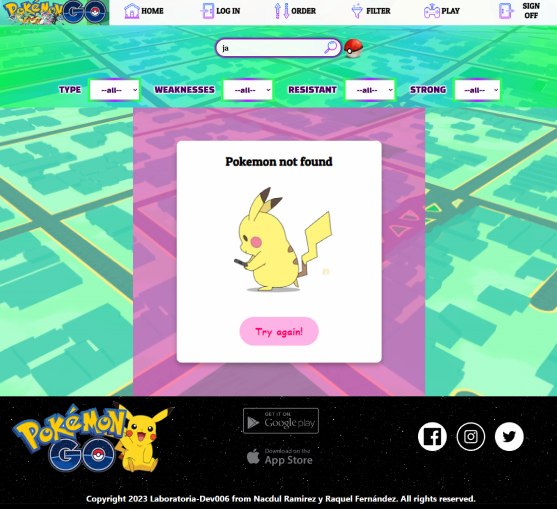 POKÉMON GO
HOME
LOG IN
ORDER
FILTER
PLAY
SIGN OFF
ja
TYPE --all--
WEAKNESSES --all--
RESISTANT --all--
STRONG --all--
Pokemon not found
Try again!
POKÉMON GO
GET IT ON
Google play
Download on the
App Store
Copyright 2023 Laboratoria-Dev006 from Nacdul Ramírez y Raquel Fernández. All rights reserved.